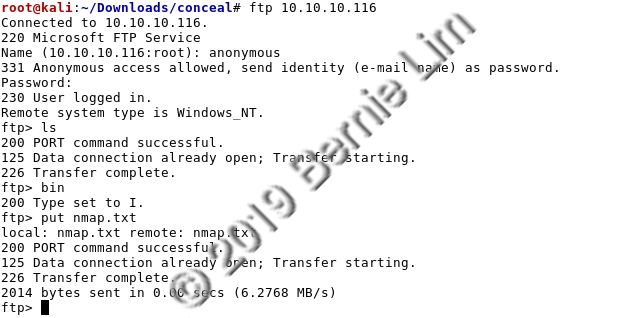 root@kali:~/Downloads/conceal# ftp 10.10.10.116
Connected to 10.10.10.116.
220 Microsoft FTP Service
Name (10.10.10.116:root): anonymous
331 Anonymous access allowed, send identity (e-mail name) as password.
Password:
230 User logged in.
Remote system type is Windows_NT.
ftp> ls
200 PORT command successful.
125 Data connection already open; Transfer starting.
226 Transfer complete.
ftp> bin
200 Type set to I.
ftp> put nmap.txt
local: nmap.txt remote: nmap.txt
200 PORT command successful.
125 Data connection already open; Transfer starting.
226 Transfer complete.
2014 bytes sent in 0.00 secs (6.2768 MB/s)
ftp>
© 2019 Bernie Lim